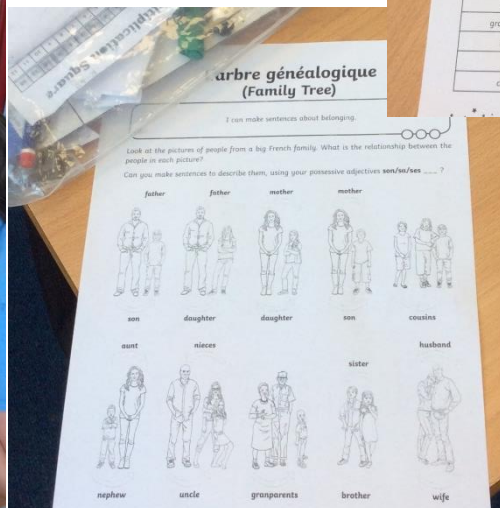 Multiplication Square
arbre généalogique
(Family Tree)
I can make sentences about belonging.
Look at the pictures of people from a big French family. What is the relationship between the
people in each picture?
Can you make sentences to describe them, using your possessive adjectives son/sa/ses ___ ?
father father mother mother
son daughter daughter son cousins
aunt nieces husband
sister
nephew uncle granparents brother wife